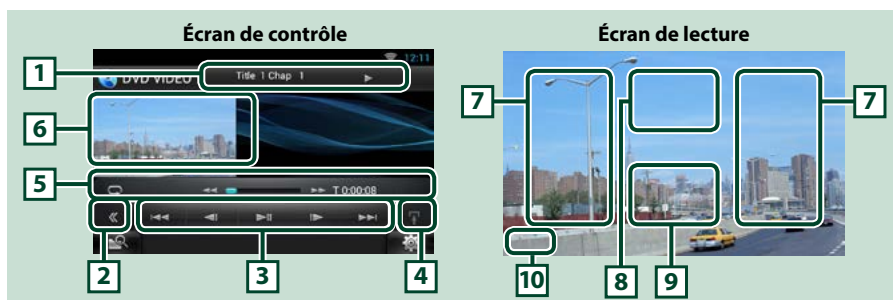 Écran de contrôle
Écran de lecture
12:11
DVD VIDEO
Title 1 Chap 1
1
6
5
T 0:00:08
2
3
4
7
8
7
10
8
9